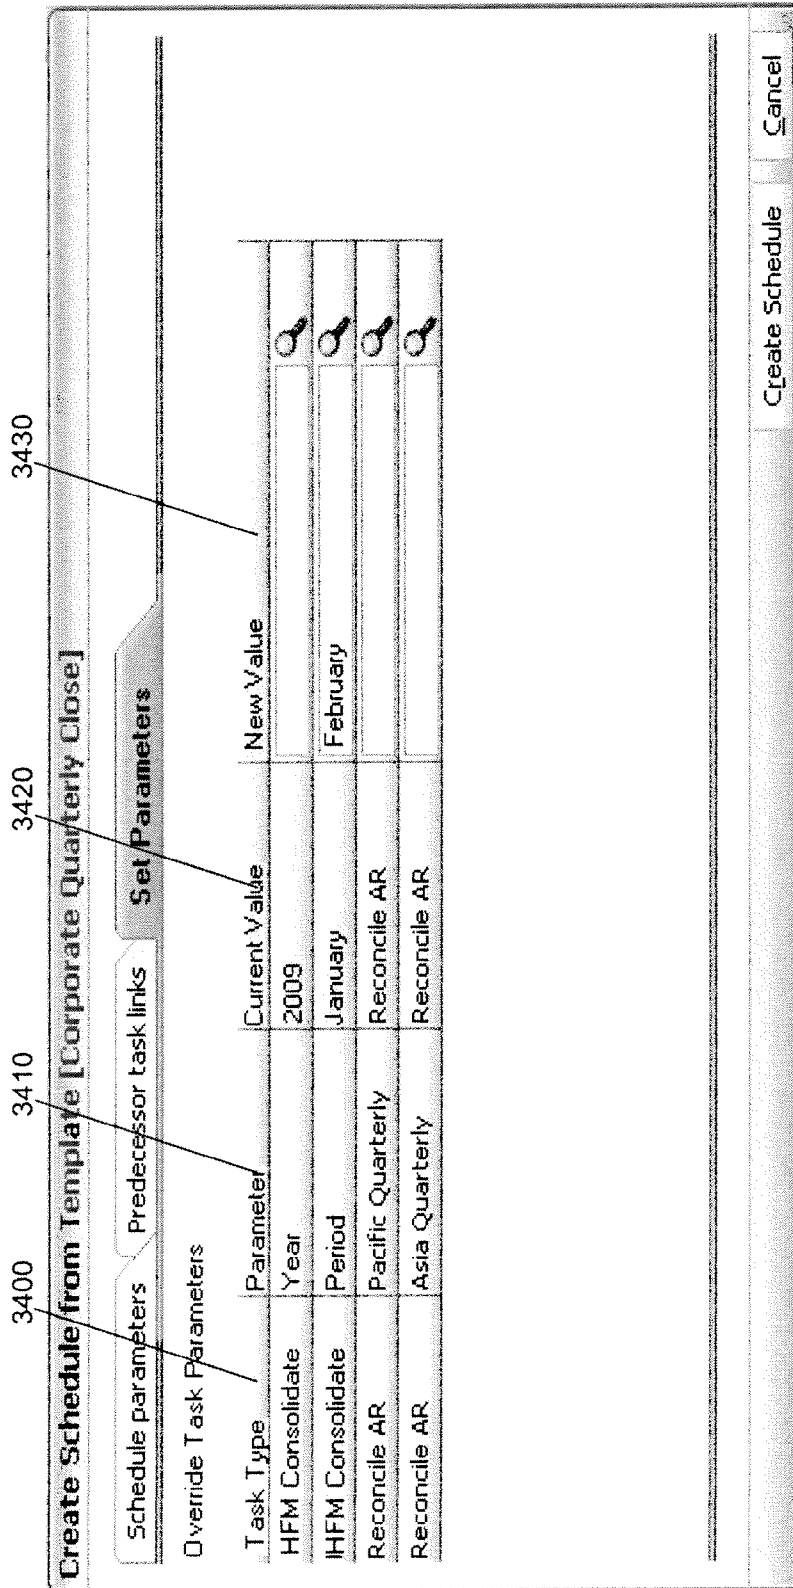 3400 3410 3420 3430
Create Schedule from Template [Corporate Quarterly Close]
Schedule parameters Predecessor task links Set Parameters
Override Task Parameters
Task Type Parameter Current Value New Value
HFM Consolidate Year 2009
IHFM Consolidate Period January February
Reconcile AR Pacific Quarterly Reconcile AR
Reconcile AR Asia Quarterly Reconcile AR
Create Schedule Cancel